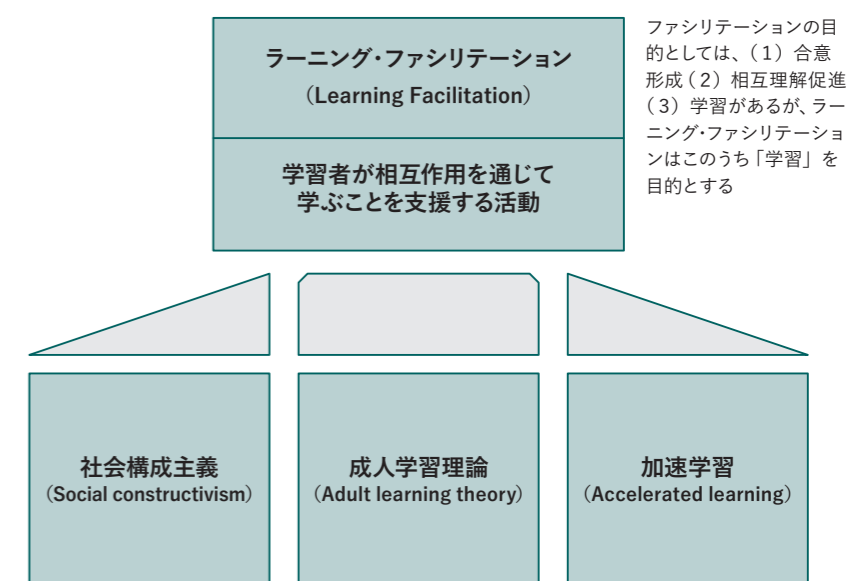 ラーニング・ファシリテーション
（Learning Facilitation）
学習者が相互作用を通じて
学ぶことを支援する活動
ファシリテーションの目
的としては、（1）合意
形成（2）相互理解促進
（3）学習があるが、ラー
ニング・ファシリテーショ
ンはこのうち「学習」を
目的とする
社会構成主義
（Social constructivism）
成人学習理論
（Adult learning theory）
加速学習
（Accelerated learning）